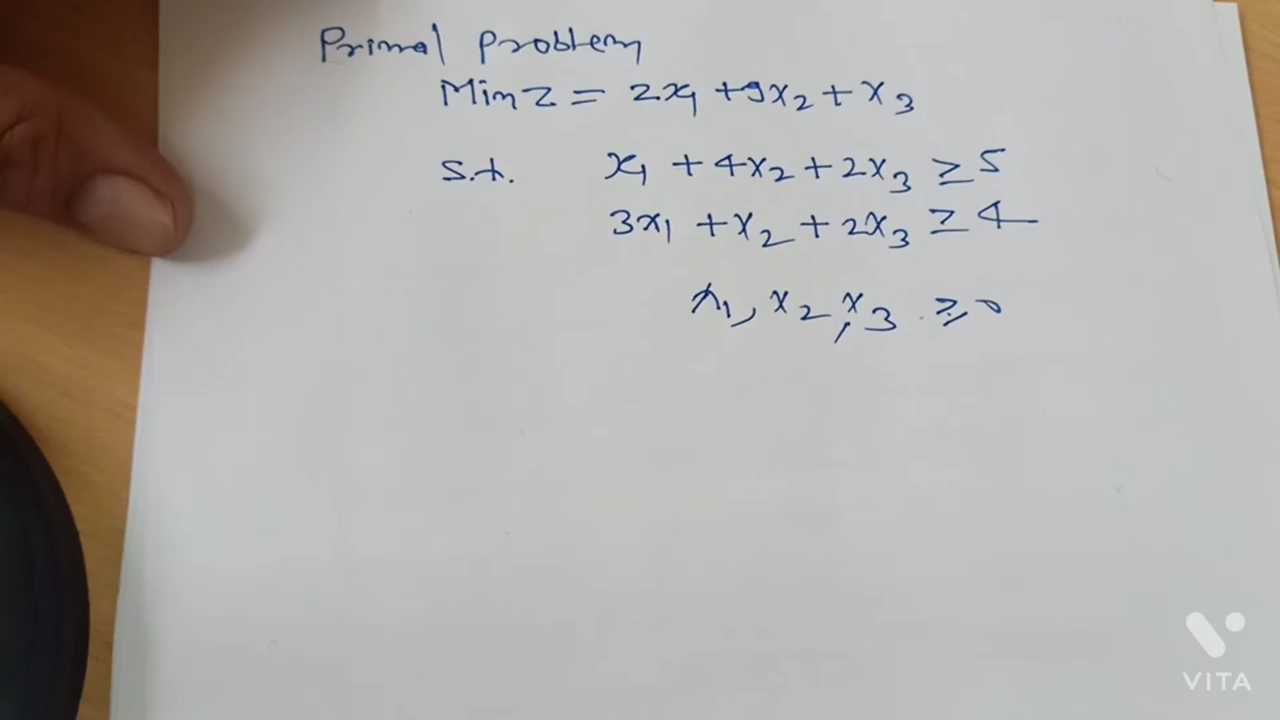 Primal Problem
Min Z = 2x₁ + 9x₂ + x₃
S.t. x₁ + 4x₂ + 2x₃ ≥ 5
3x₁ + x₂ + 2x₃ ≥ 4
x₁, x₂, x₃ ≥ 0
VITA